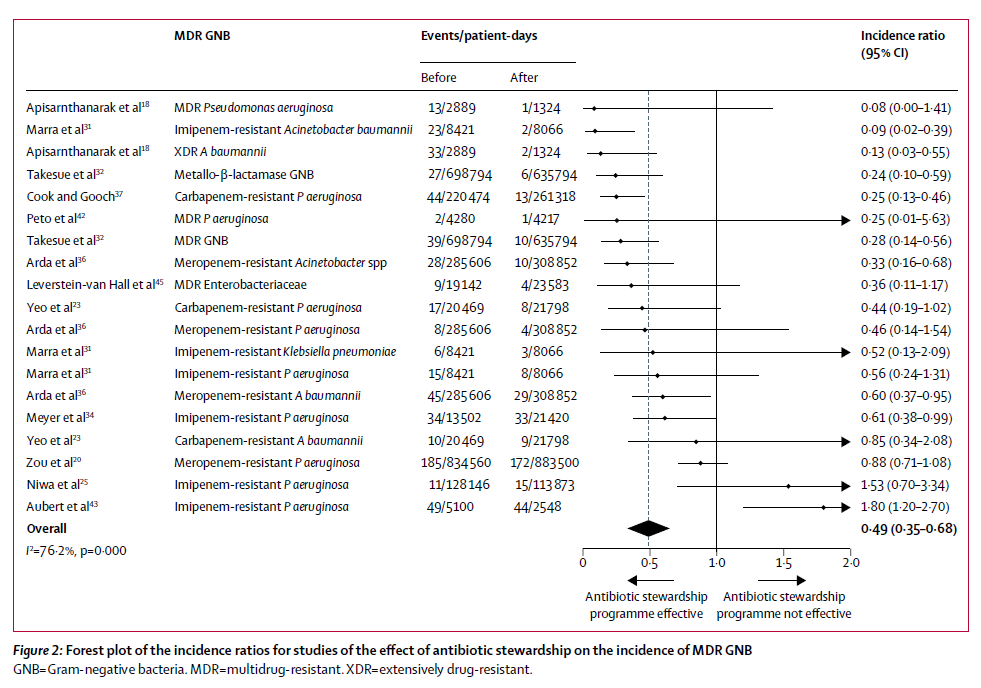 MDR GNB Events/patient-days Incidence ratio
(95% CI)
Before After
Apisarnthanarak et al¹⁸ MDR Pseudomonas aeruginosa 13/2889 1/1324 0·08 (0·00–1·41)
Marra et al³¹ Imipenem-resistant Acinetobacter baumannii 23/8421 2/8066 0·09 (0·02–0·39)
Apisarnthanarak et al¹⁸ XDR A baumannii 33/2889 2/1324 0·13 (0·03–0·55)
Takesue et al³² Metallo-β-lactamase GNB 27/698794 6/635794 0·24 (0·10–0·59)
Cook and Gooch³⁷ Carbapenem-resistant P aeruginosa 44/220474 13/261318 0·25 (0·13–0·46)
Peto et al⁴² MDR P aeruginosa 2/4280 1/4217 0·25 (0·01–5·63)
Takesue et al³² MDR GNB 39/698794 10/635794 0·28 (0·14–0·56)
Arda et al³⁶ Meropenem-resistant Acinetobacter spp 28/285606 10/308852 0·33 (0·16–0·68)
Leverstein-van Hall et al⁴⁵ MDR Enterobacteriaceae 9/19142 4/23583 0·36 (0·11–1·17)
Yeo et al²³ Carbapenem-resistant P aeruginosa 17/20469 8/21798 0·44 (0·19–1·02)
Arda et al³⁶ Meropenem-resistant P aeruginosa 8/285606 4/308852 0·46 (0·14–1·54)
Marra et al³¹ Imipenem-resistant Klebsiella pneumoniae 6/8421 3/8066 0·52 (0·13–2·09)
Marra et al³¹ Imipenem-resistant P aeruginosa 15/8421 8/8066 0·56 (0·24–1·31)
Arda et al³⁶ Meropenem-resistant A baumannii 45/285606 29/308852 0·60 (0·37–0·95)
Meyer et al³⁴ Imipenem-resistant P aeruginosa 34/13502 33/21420 0·61 (0·38–0·99)
Yeo et al²³ Carbapenem-resistant A baumannii 10/20469 9/21798 0·85 (0·34–2·08)
Zou et al²⁰ Meropenem-resistant P aeruginosa 185/834560 172/883500 0·88 (0·71–1·08)
Niwa et al²⁵ Imipenem-resistant P aeruginosa 11/128146 15/113873 1·53 (0·70–3·34)
Aubert et al⁴³ Imipenem-resistant P aeruginosa 49/5100 44/2548 1·80 (1·20–2·70)
Overall 0·49 (0·35–0·68)
I²=76·2%, p=0·000
0 0·5 1·0 1·5 2·0
Antibiotic stewardship Antibiotic stewardship
programme effective programme not effective
Figure 2: Forest plot of the incidence ratios for studies of the effect of antibiotic stewardship on the incidence of MDR GNB
GNB=Gram-negative bacteria. MDR=multidrug-resistant. XDR=extensively drug-resistant.